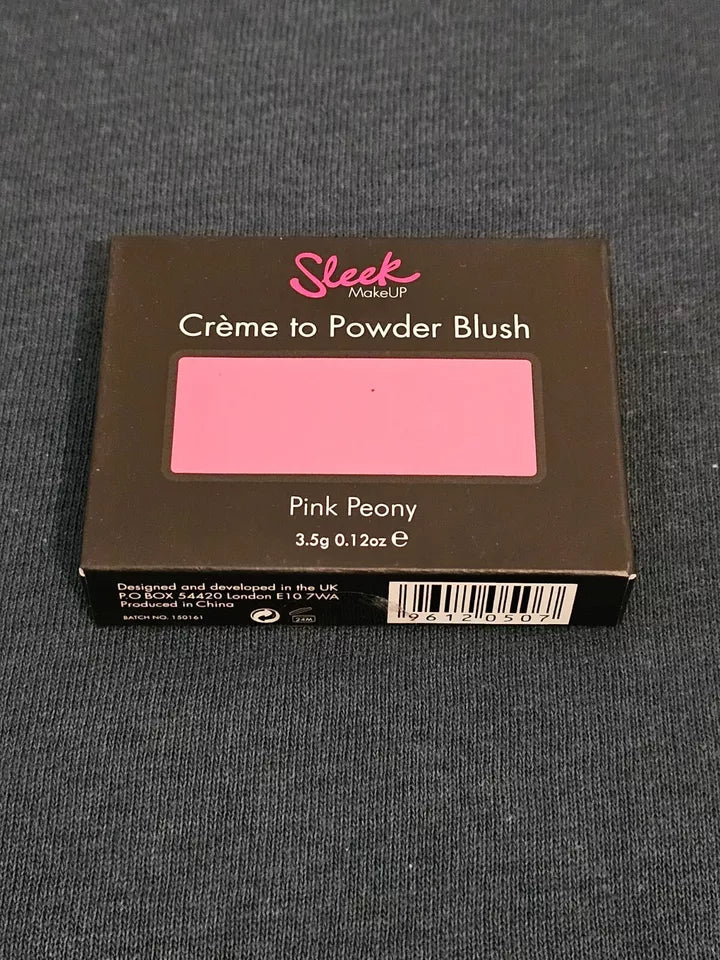 Sleek
MakeUP
Crème to Powder Blush
Pink Peony
3.5g 0.12oz e
Designed and developed in the UK
P.O BOX 54420 London E10 7WA
Produced in China
BATCH NO. 150161
24M
96120507